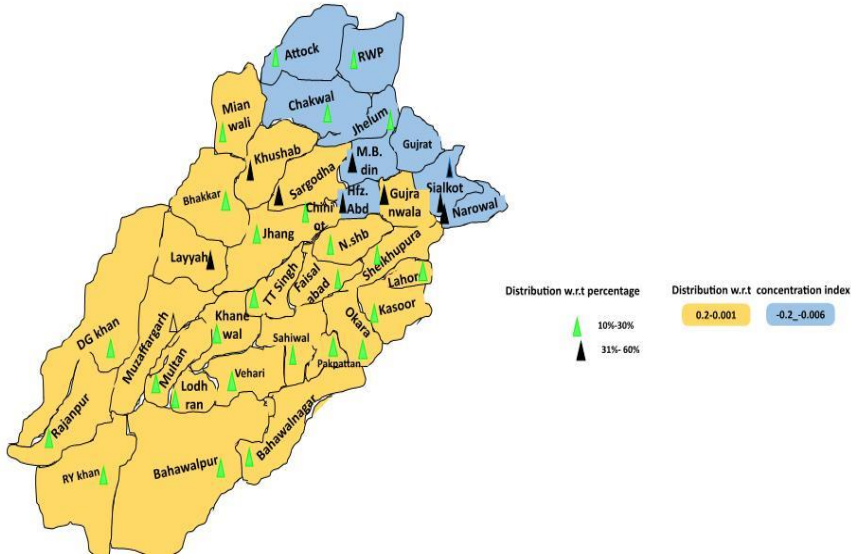 Attock
RWP
Chakwal
Jhelum
Mian
wali
Gujrat
M.B.
din
Khushab
Sargodha
Sialkot
Hfz.
Abd
Gujra
nwala
Narowal
Bhakkar
Chini
ot
Jhang
N.shb
Sheikhupura
Layyah
TT Singh
Faisal
abad
Lahor
Kasoor
DG khan
Muzaffargarh
Khane
wal
Okara
Sahiwal
Pakpattan
Multan
Vehari
Lodh
ran
Rajanpur
Bahawalnagar
RY khan
Bahawalpur
Distribution w.r.t percentage
10%-30%
31%- 60%
Distribution w.r.t concentration index
0.2-0.001
-0.2_-0.006